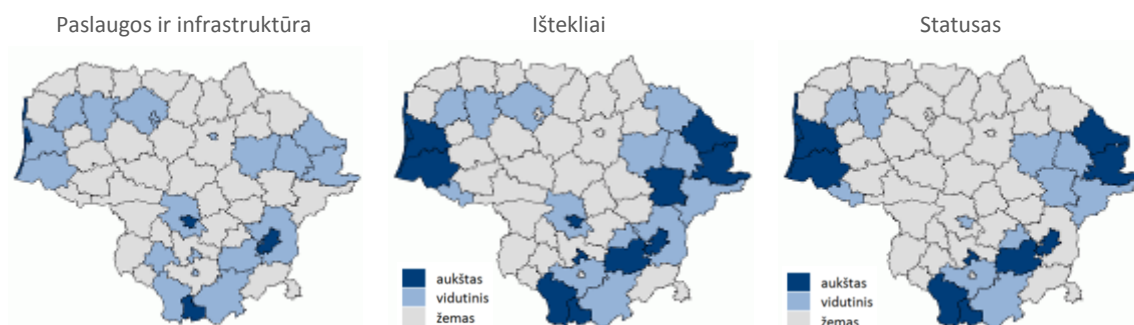 Paslaugos ir infrastruktūra
Ištekliai
Statusas
aukštas
vidutinis
žemas
aukštas
vidutinis
žemas